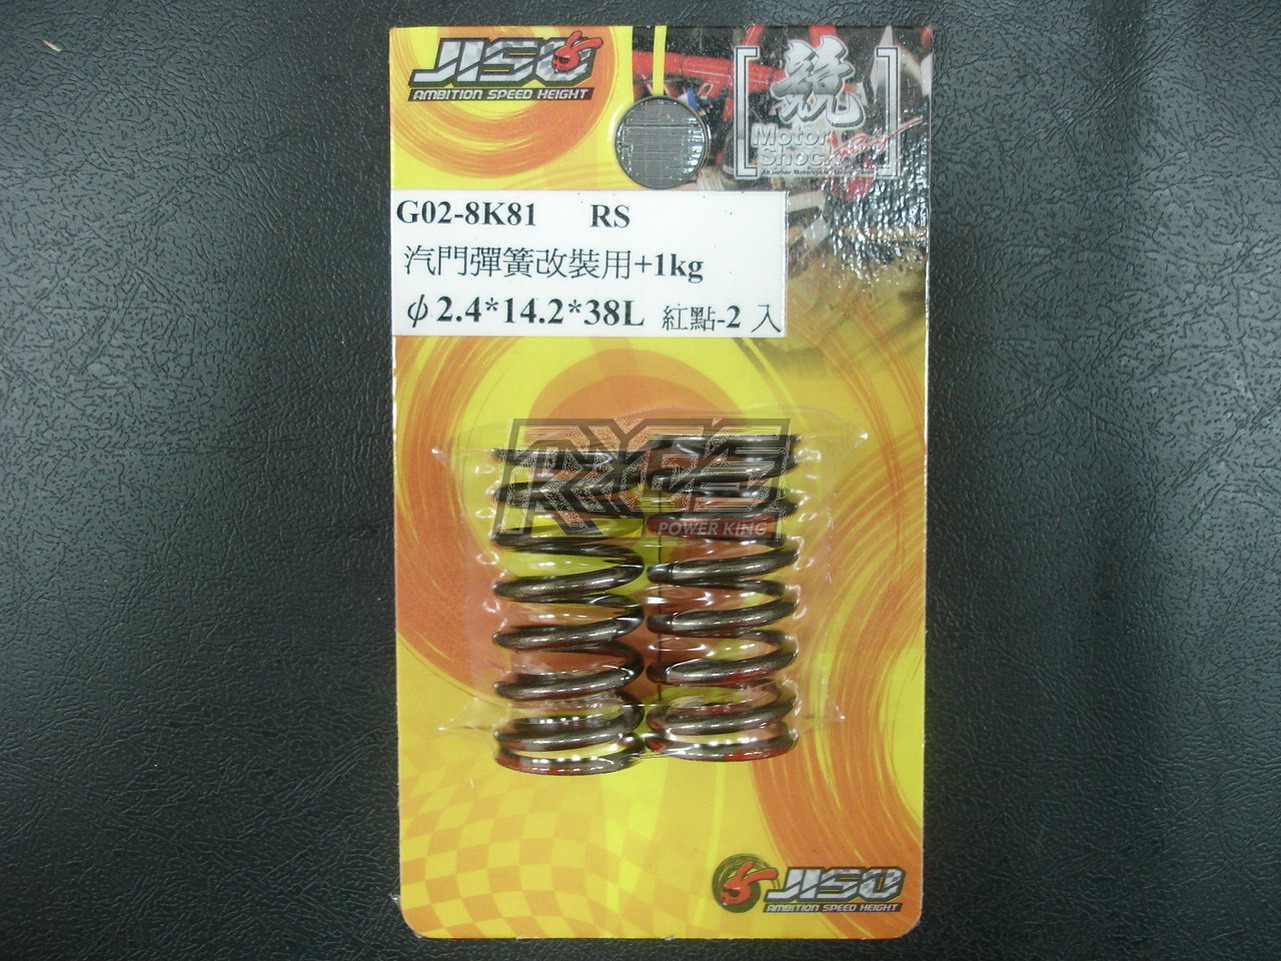 JISO
AMBITION SPEED HEIGHT
競
Motor
Shock
G02-8K81 RS
汽門彈簧改裝用+1kg
φ2.4*14.2*38L 紅點-2 入
POWER KING
JISO
AMBITION SPEED HEIGHT